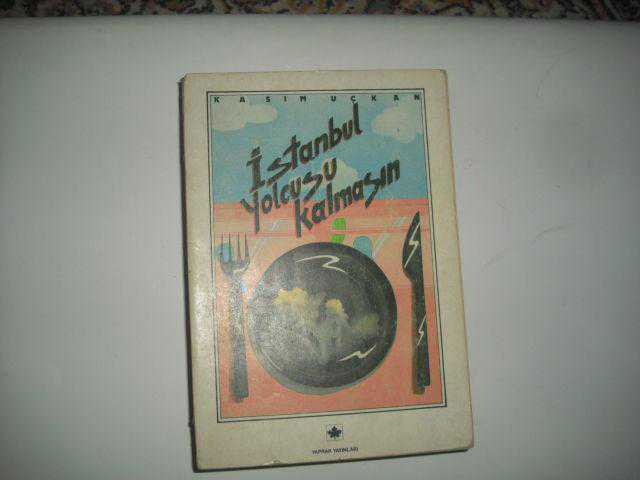 KASIM UÇKAN
İstanbul
Yolcusu
Kalmasın
YAPRAK YAYINLARI